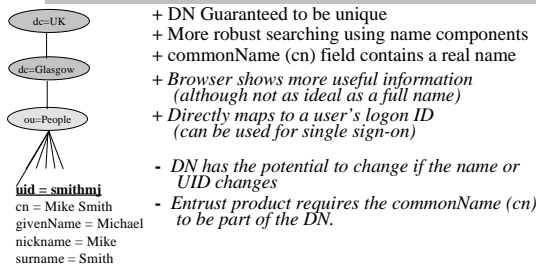 dc=UK
dc=Glasgow
ou=People
uid = smithmj
cn = Mike Smith
givenName = Michael
nickname = Mike
surname = Smith
+ DN Guaranteed to be unique
+ More robust searching using name components
+ commonName (cn) field contains a real name
+ Browser shows more useful information
(although not as ideal as a full name)
+ Directly maps to a user's logon ID
(can be used for single sign-on)
- DN has the potential to change if the name or
UID changes
- Entrust product requires the commonName (cn)
to be part of the DN.